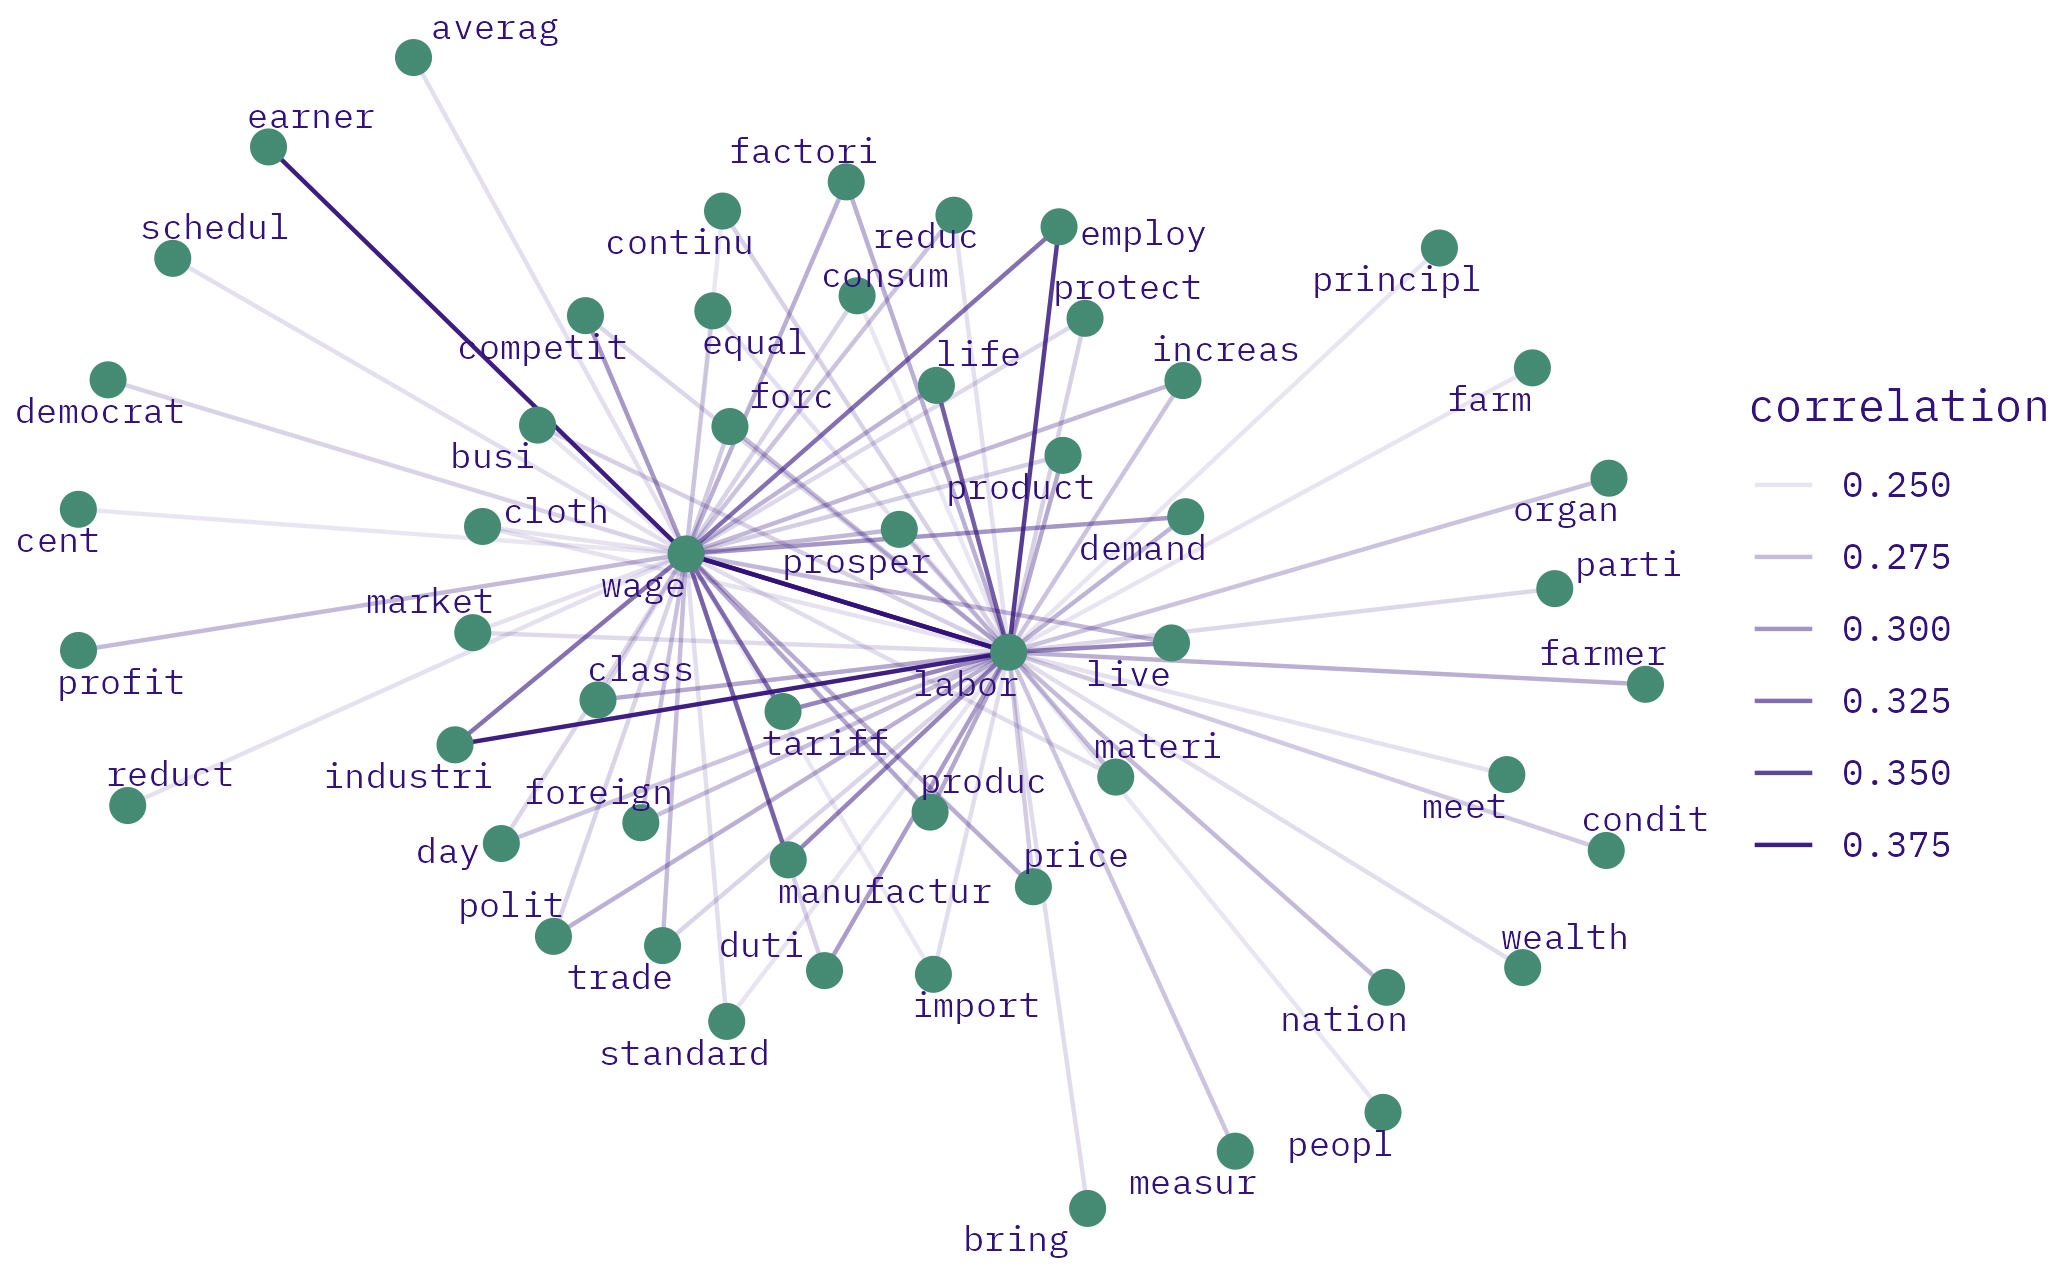 averag
earner
factori
schedul
continu
reduc
employ
consum
principl
protect
competit
equal
life
increas
democrat
forc
farm
correlation
busi
0.250
product
cloth
organ
cent
demand
0.275
prosper
parti
wage
market
0.300
farmer
class
live
profit
labor
0.325
tariff
materi
reduct
industri
0.350
produc
foreign
meet
condit
day
price
0.375
manufactur
polit
duti
wealth
trade
import
nation
standard
peopl
measur
bring